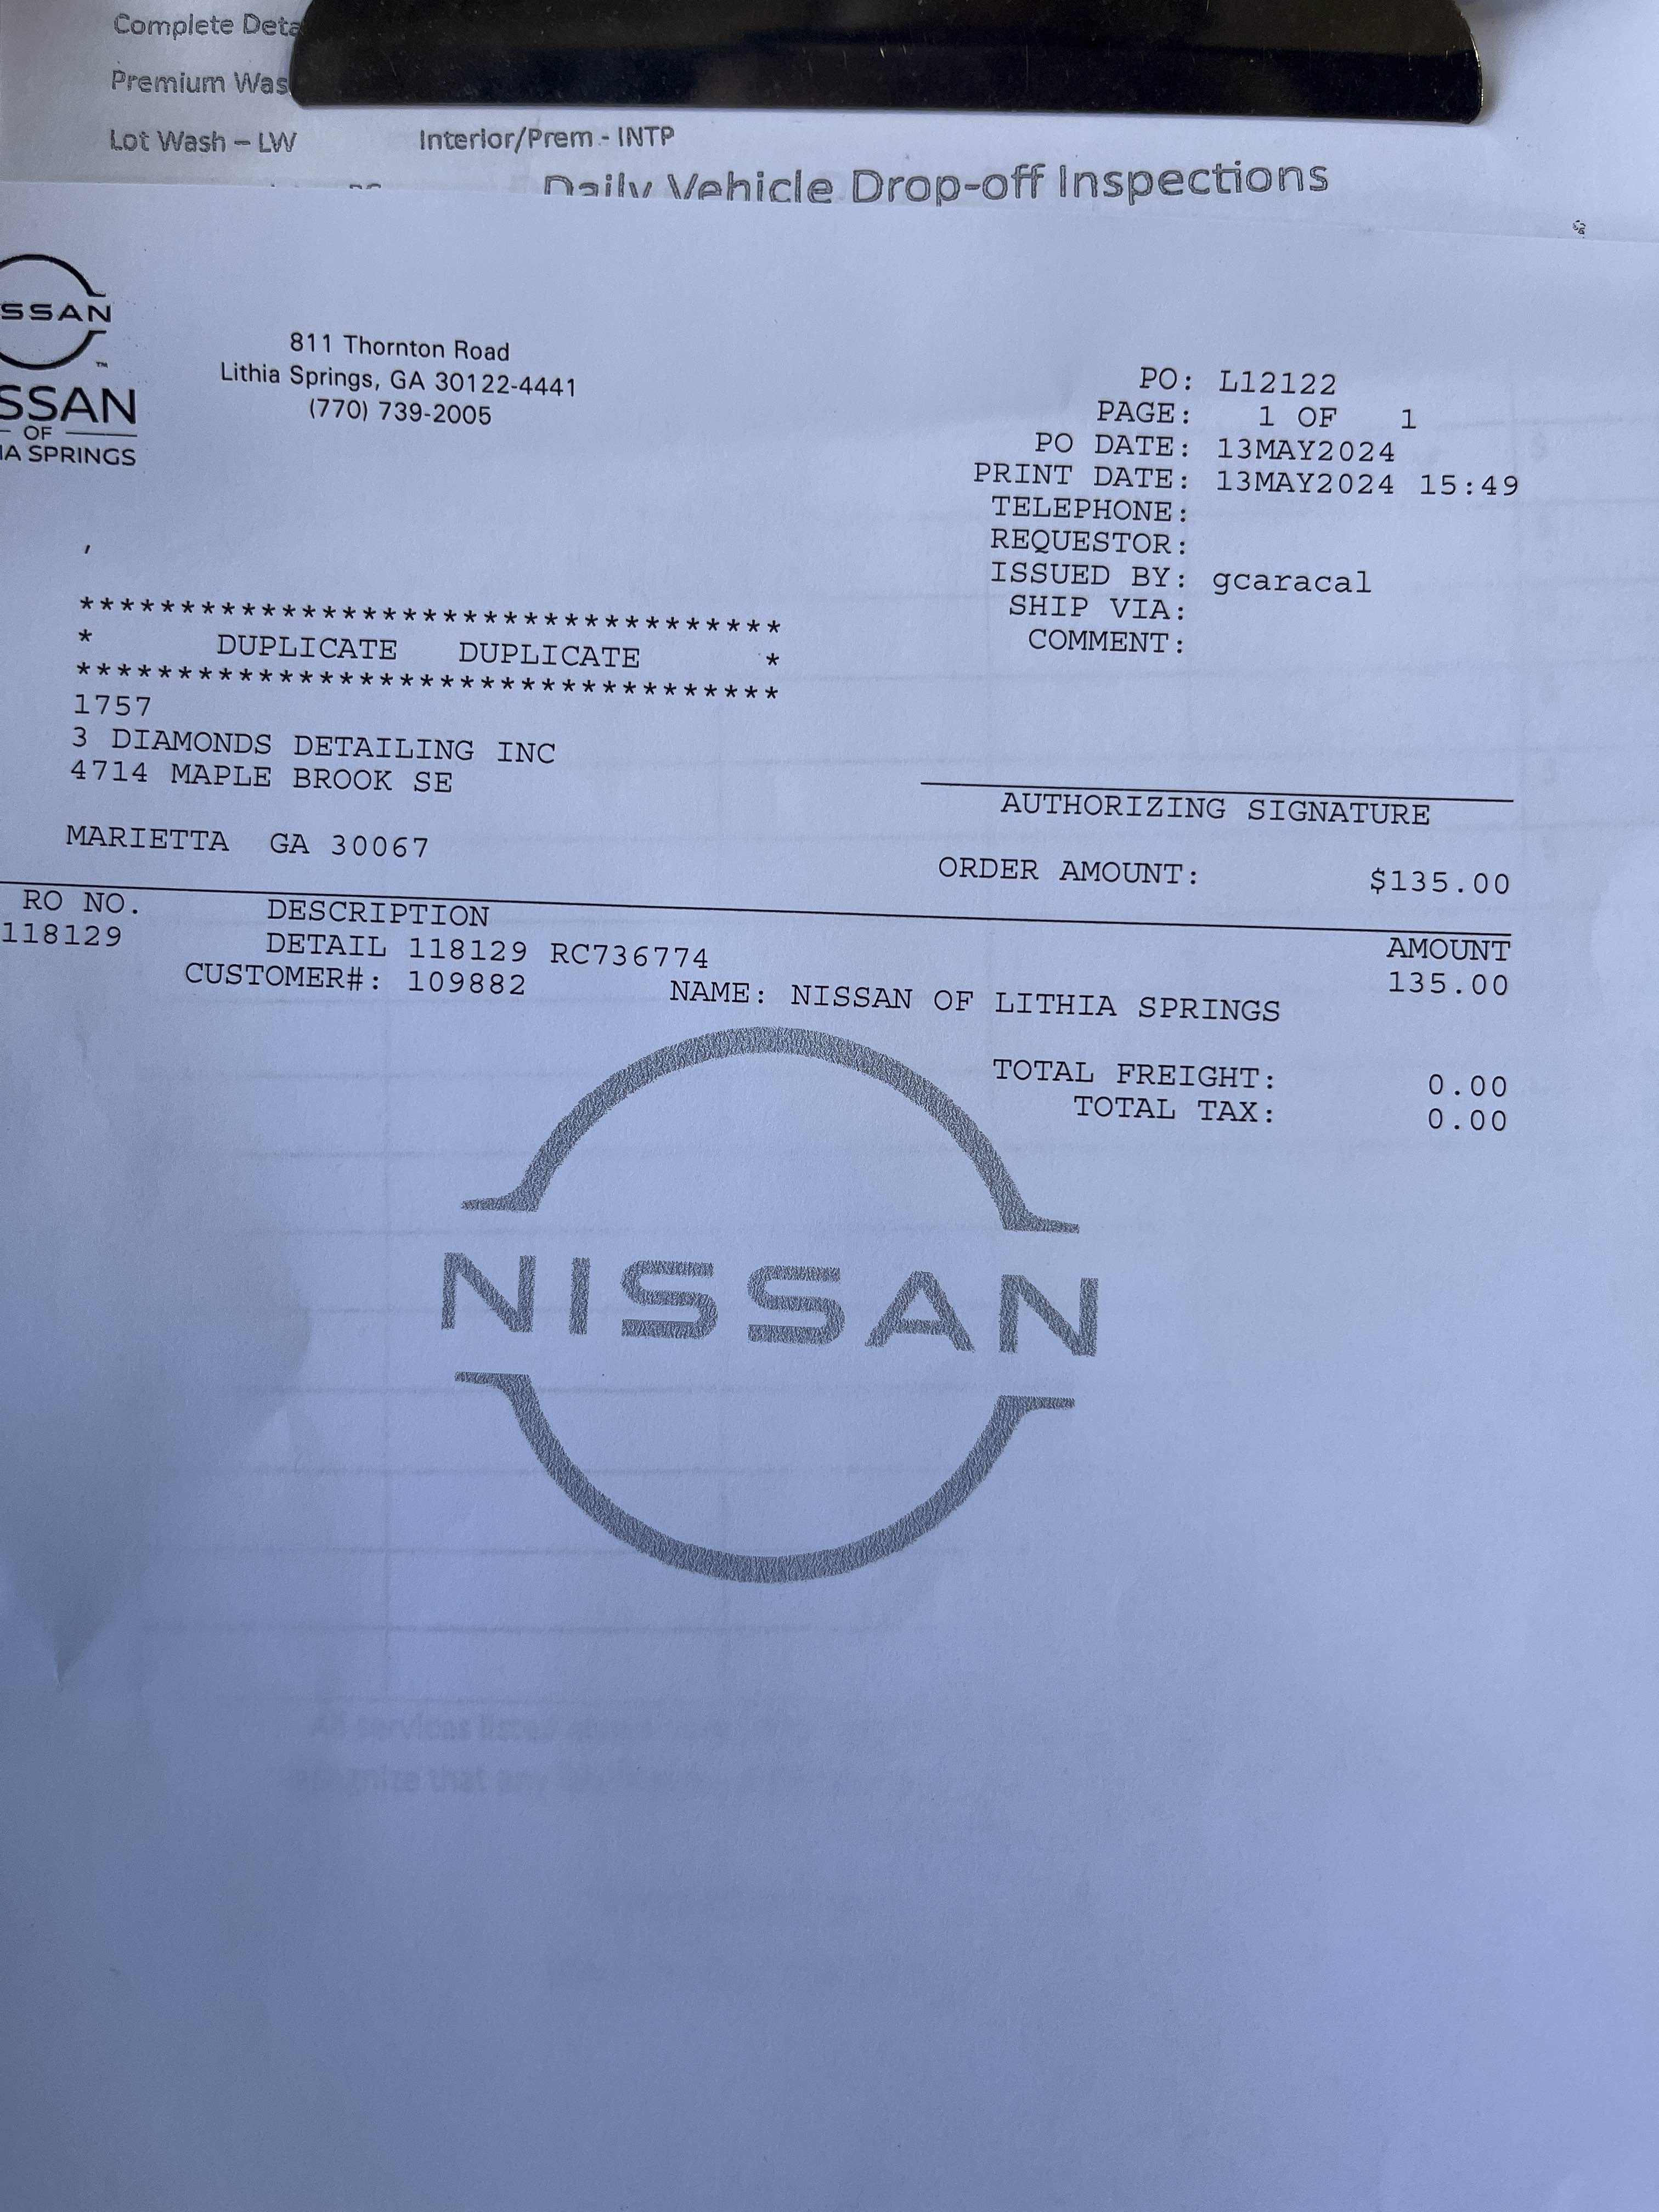 Complete
Premium
Lot Wash – LW Interior/Prem - INTP
Daily Vehicle Drop-off Inspections
NISSAN
OF
SPRINGS
811 Thornton Road
Lithia Springs, GA 30122-4441
(770) 739-2005
PO: L12122
PAGE: 1 OF 1
PO DATE: 13MAY2024
PRINT DATE: 13MAY2024 15:49
TELEPHONE:
REQUESTOR:
ISSUED BY: gcaracal
SHIP VIA:
COMMENT:
,
***********************************
* DUPLICATE DUPLICATE *
***********************************
1757
3 DIAMONDS DETAILING INC
4714 MAPLE BROOK SE
MARIETTA GA 30067
AUTHORIZING SIGNATURE
ORDER AMOUNT: $135.00
RO NO. DESCRIPTION AMOUNT
118129 DETAIL 118129 RC736774 135.00
CUSTOMER#: 109882 NAME: NISSAN OF LITHIA SPRINGS
TOTAL FREIGHT: 0.00
TOTAL TAX: 0.00
NISSAN